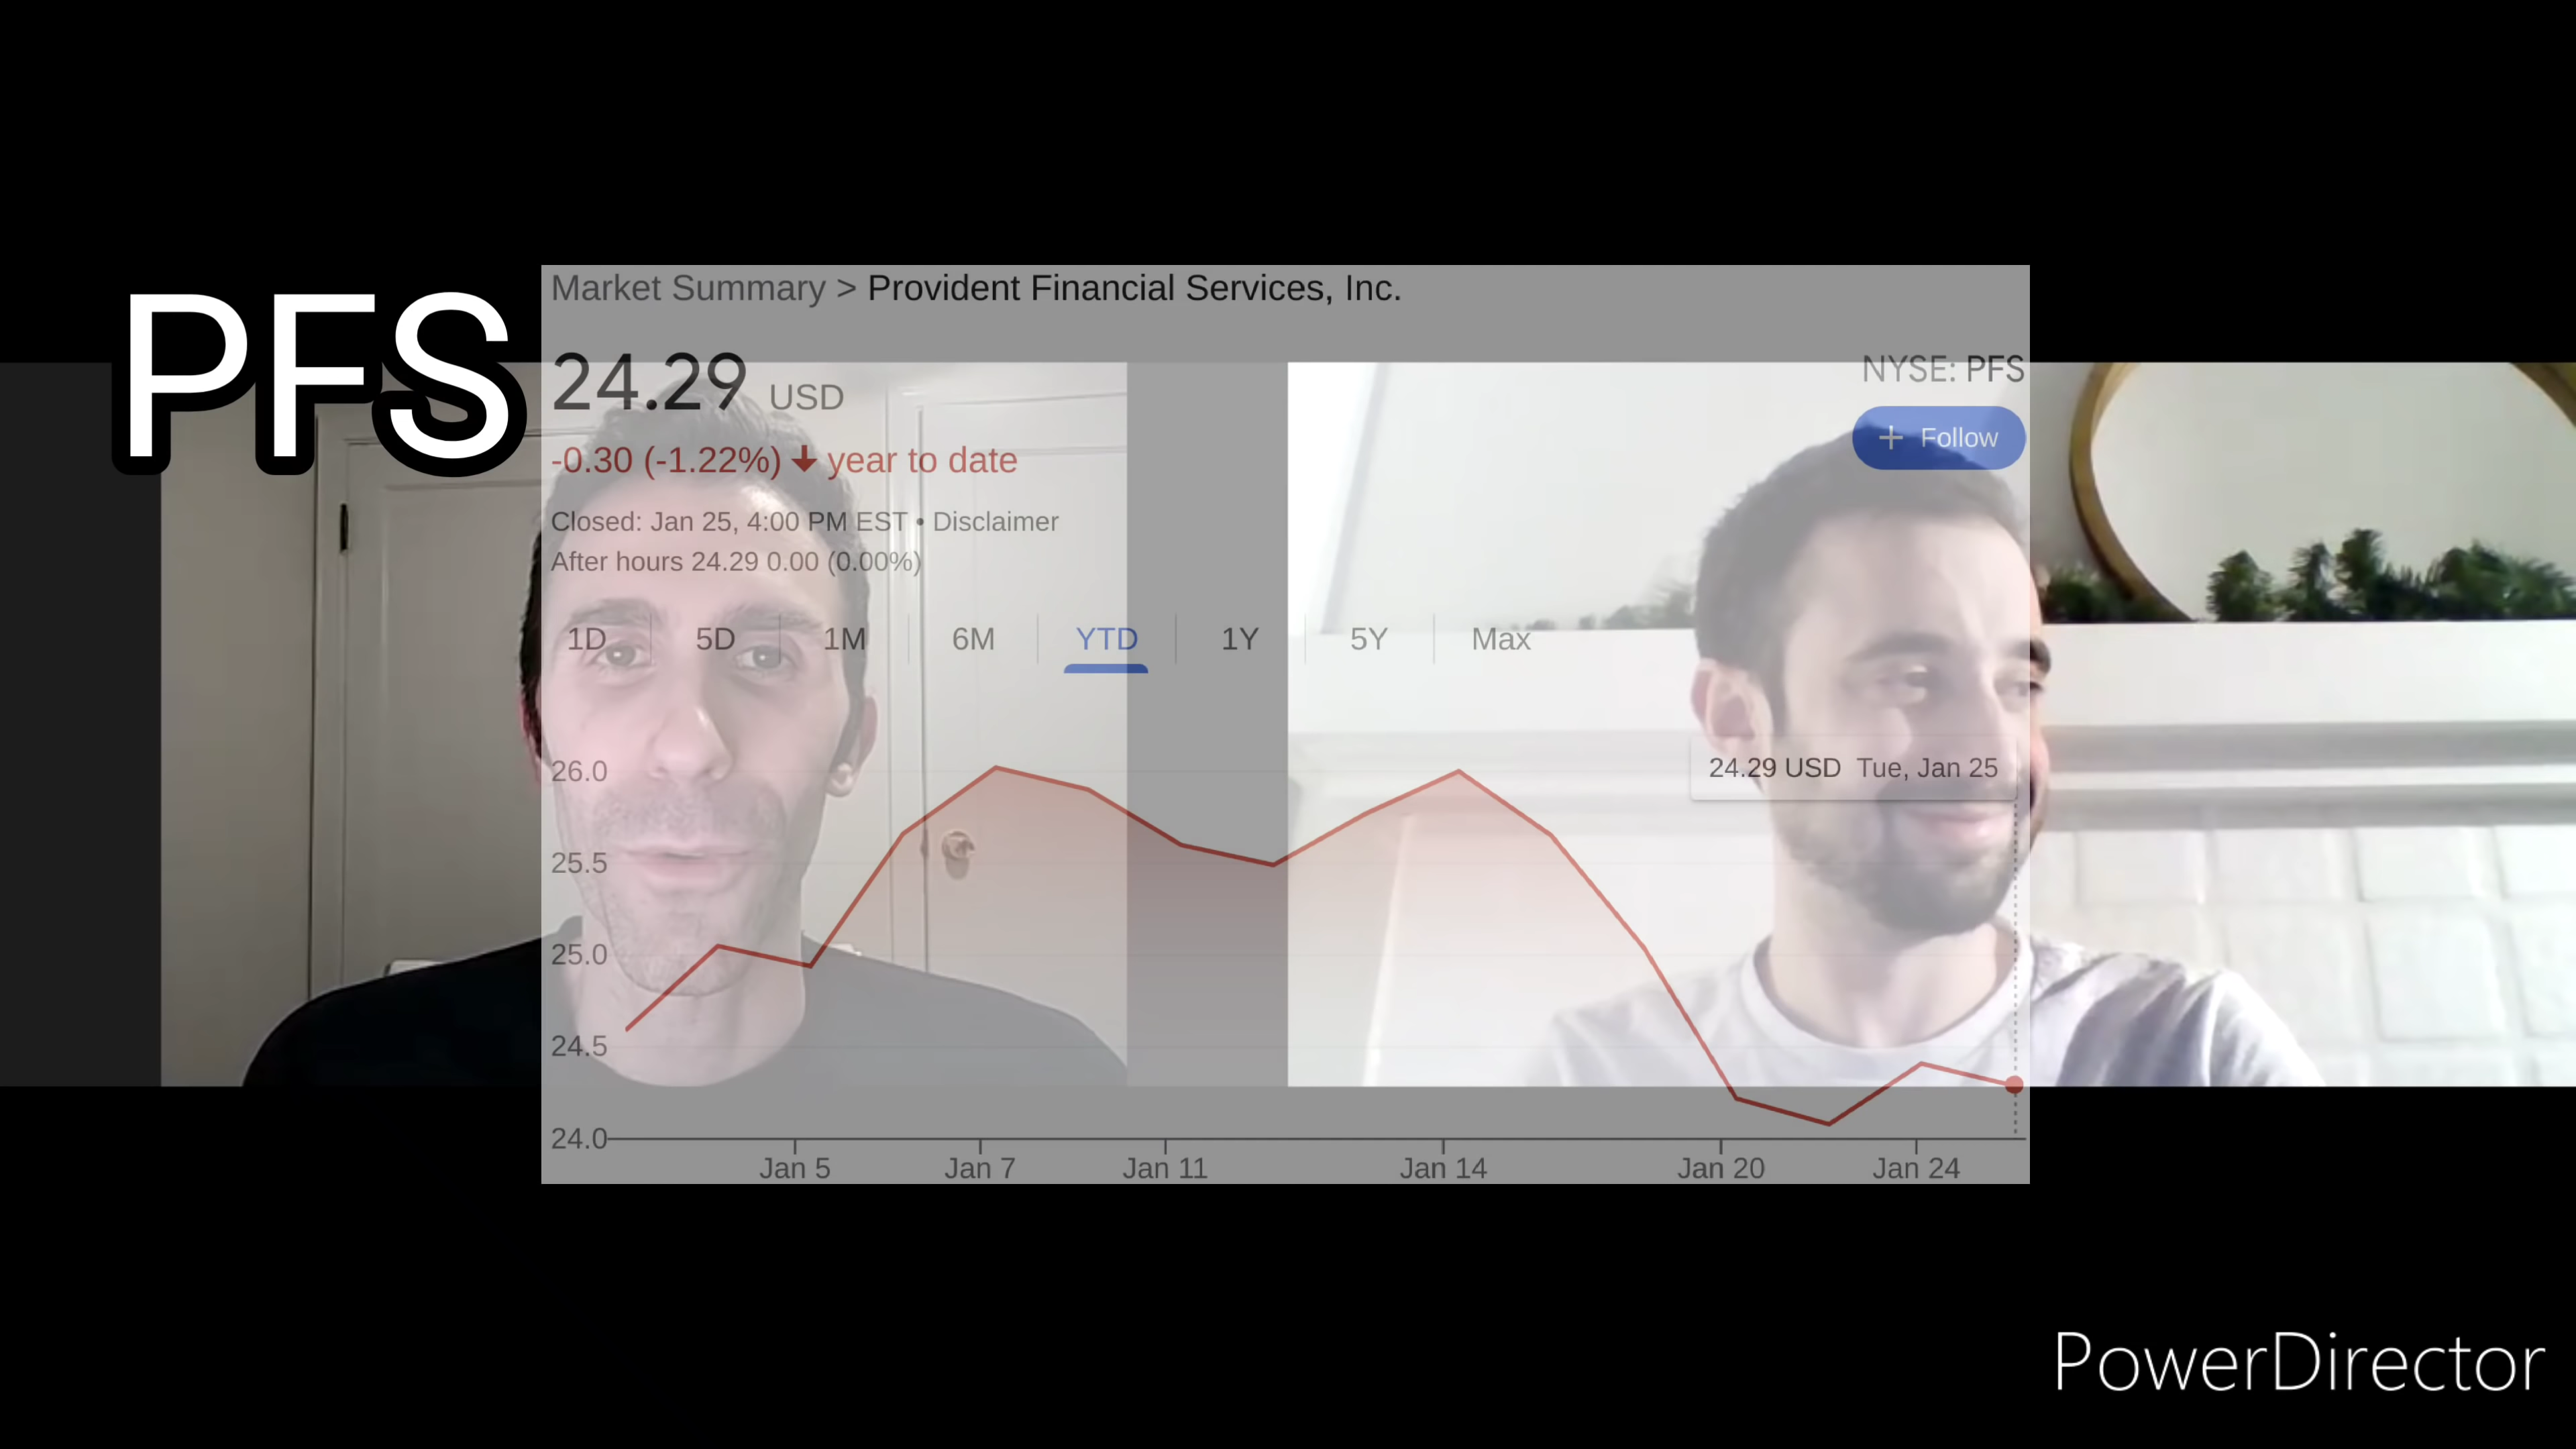 PFS
Market Summary > Provident Financial Services, Inc.
24.29 USD
NYSE: PFS
+ Follow
-0.30 (-1.22%) ↓ year to date
Closed: Jan 25, 4:00 PM EST • Disclaimer
After hours 24.29 0.00 (0.00%)
1D 5D 1M 6M YTD 1Y 5Y Max
24.29 USD Tue, Jan 25
26.0
25.5
25.0
24.5
24.0
Jan 5 Jan 7 Jan 11 Jan 14 Jan 20 Jan 24
PowerDirector